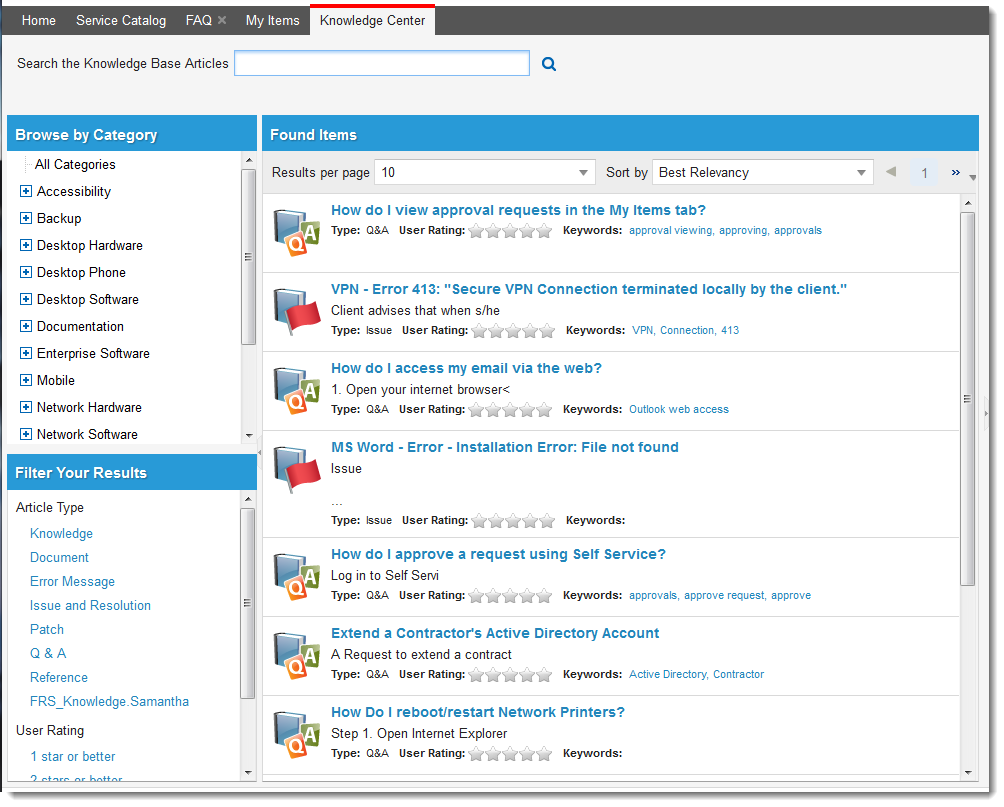 Home Service Catalog FAQ My Items Knowledge Center
Search the Knowledge Base Articles
Browse by Category
All Categories
Accessibility
Backup
Desktop Hardware
Desktop Phone
Desktop Software
Documentation
Enterprise Software
Mobile
Network Hardware
Network Software
Filter Your Results
Article Type
Knowledge
Document
Error Message
Issue and Resolution
Patch
Q & A
Reference
FRS_Knowledge.Samantha
User Rating
1 star or better
2 stars or better
Found Items
Results per page 10 Sort by Best Relevancy 1 »
How do I view approval requests in the My Items tab?
Type: Q&A User Rating: Keywords: approval viewing, approving, approvals
VPN - Error 413: "Secure VPN Connection terminated locally by the client."
Client advises that when s/he
Type: Issue User Rating: Keywords: VPN, Connection, 413
How do I access my email via the web?
1. Open your internet browser<
Type: Q&A User Rating: Keywords: Outlook web access
MS Word - Error - Installation Error: File not found
Issue
...
Type: Issue User Rating: Keywords:
How do I approve a request using Self Service?
Log in to Self Servi
Type: Q&A User Rating: Keywords: approvals, approve request, approve
Extend a Contractor's Active Directory Account
A Request to extend a contract
Type: Q&A User Rating: Keywords: Active Directory, Contractor
How Do I reboot/restart Network Printers?
Step 1. Open Internet Explorer
Type: Q&A User Rating: Keywords: